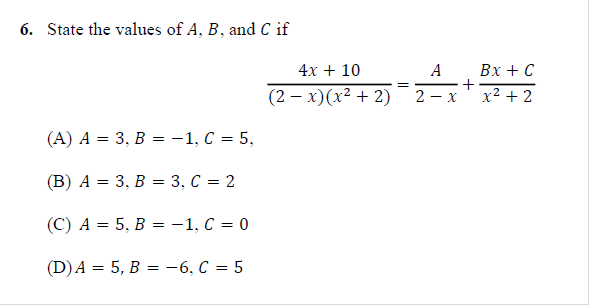 6. State the values of A, B, and C if
4x + 10 / (2 − x)(x² + 2) = A / 2 − x + Bx + C / x² + 2
(A) A = 3, B = −1, C = 5,
(B) A = 3, B = 3, C = 2
(C) A = 5, B = −1, C = 0
(D) A = 5, B = −6, C = 5